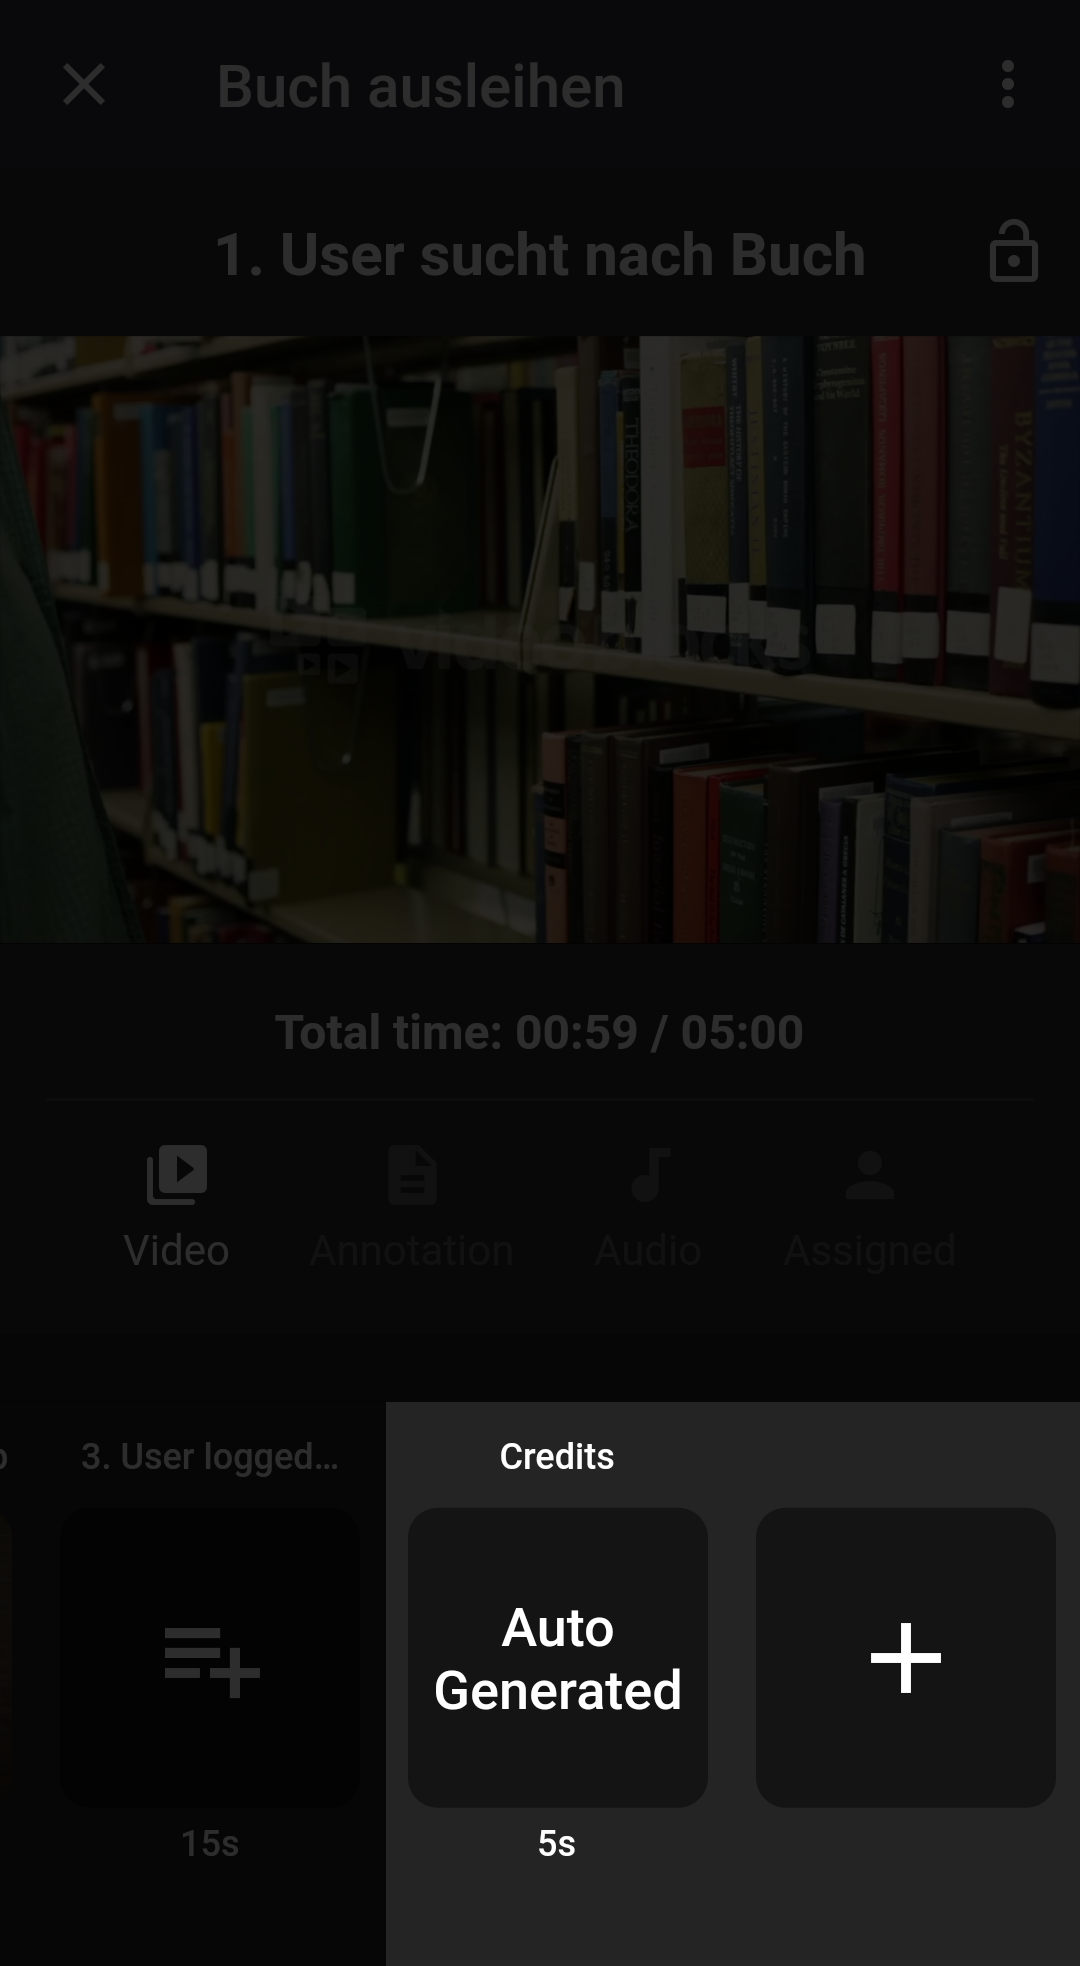 Buch ausleihen
1. User sucht nach Buch
THEODORA
BYZANTIUM
Total time: 00:59 / 05:00
Video
Annotation
Audio
Assigned
3. User logged...
Credits
Auto
Generated
15s
5s